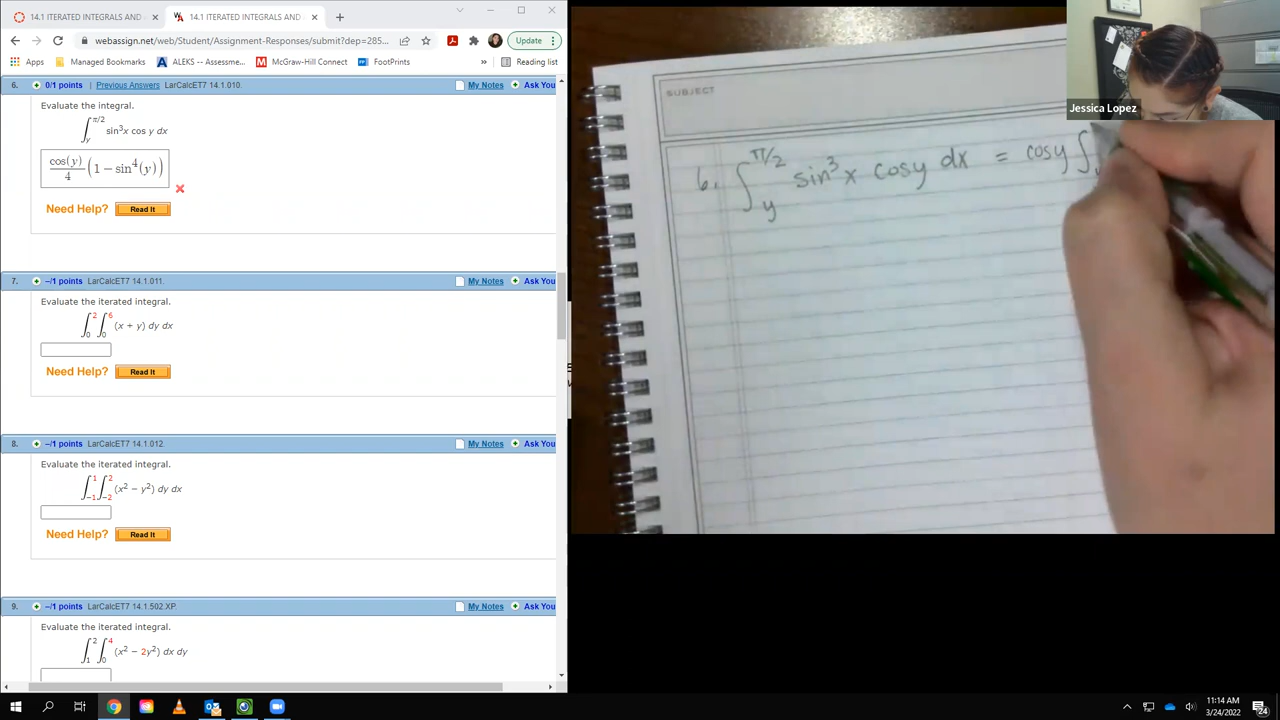 14.1 ITERATED INTEGRALS AND
14.1 ITERATED INTEGRALS AND
webassign.net/web/Student/Assignment-Responses/submit?dep=285...
Update
Apps
Managed Bookmarks
ALEKS -- Assessme...
McGraw-Hill Connect
FootPrints
Reading list
6. 0/1 points | Previous Answers LarCalcET7 14.1.010.
My Notes
Ask You
Evaluate the integral.
∫_y^{π/2} sin³x cos y dx
cos(y)/4 (1 − sin⁴(y))
Need Help? Read It
7. –/1 points LarCalcET7 14.1.011.
My Notes
Ask You
Evaluate the iterated integral.
∫_0^2 ∫_0^6 (x + y) dy dx
Need Help? Read It
8. –/1 points LarCalcET7 14.1.012.
My Notes
Ask You
Evaluate the iterated integral.
∫_{−1}^1 ∫_{−2}^2 (x² − y²) dy dx
Need Help? Read It
9. –/1 points LarCalcET7 14.1.502.XP.
My Notes
Ask You
Evaluate the iterated integral.
∫_1^2 ∫_0^4 (x² − 2y²) dx dy
SUBJECT
6. ∫_y^{π/2} sin³x cosy dx = cosy ∫
Jessica Lopez
11:14 AM
3/24/2022
24